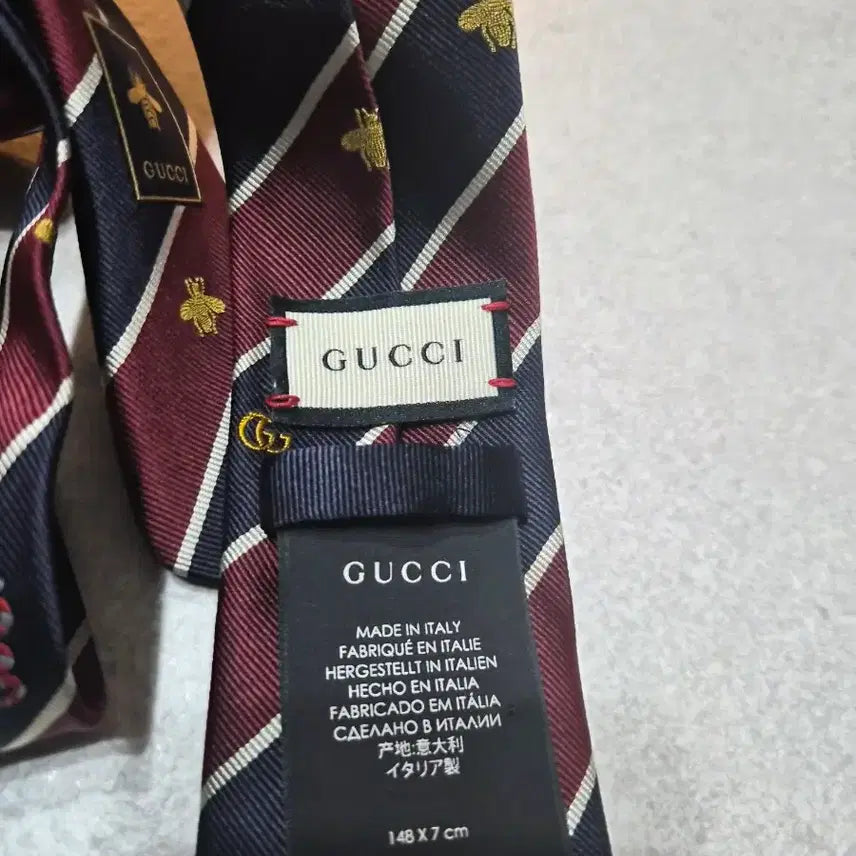 GUCCI
GUCCI
GG
GUCCI
MADE IN ITALY
FABRIQUÉ EN ITALIE
HERGESTELLT IN ITALIEN
HECHO EN ITALIA
FABRICADO EM ITÁLIA
СДЕЛАНО В ИТАЛИИ
产地:意大利
イタリア製
148 X 7 cm